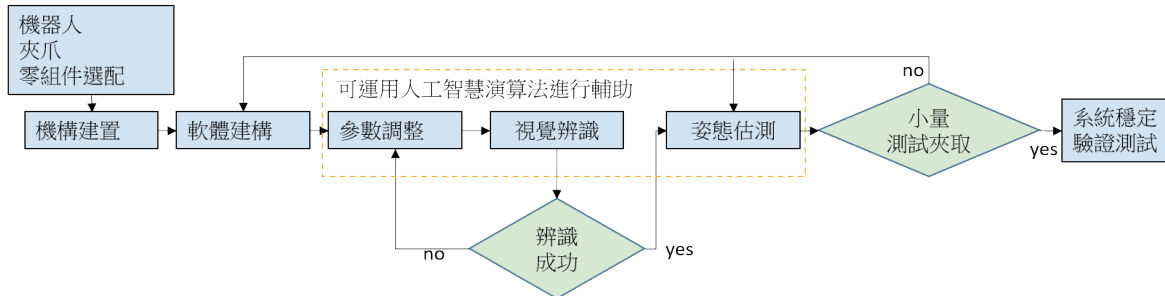 機器人
夾爪
零組件選配
機構建置
軟體建構
可運用人工智慧演算法進行輔助
參數調整
視覺辨識
姿態估測
辨識
成功
no
yes
小量
測試夾取
no
yes
系統穩定
驗證測試